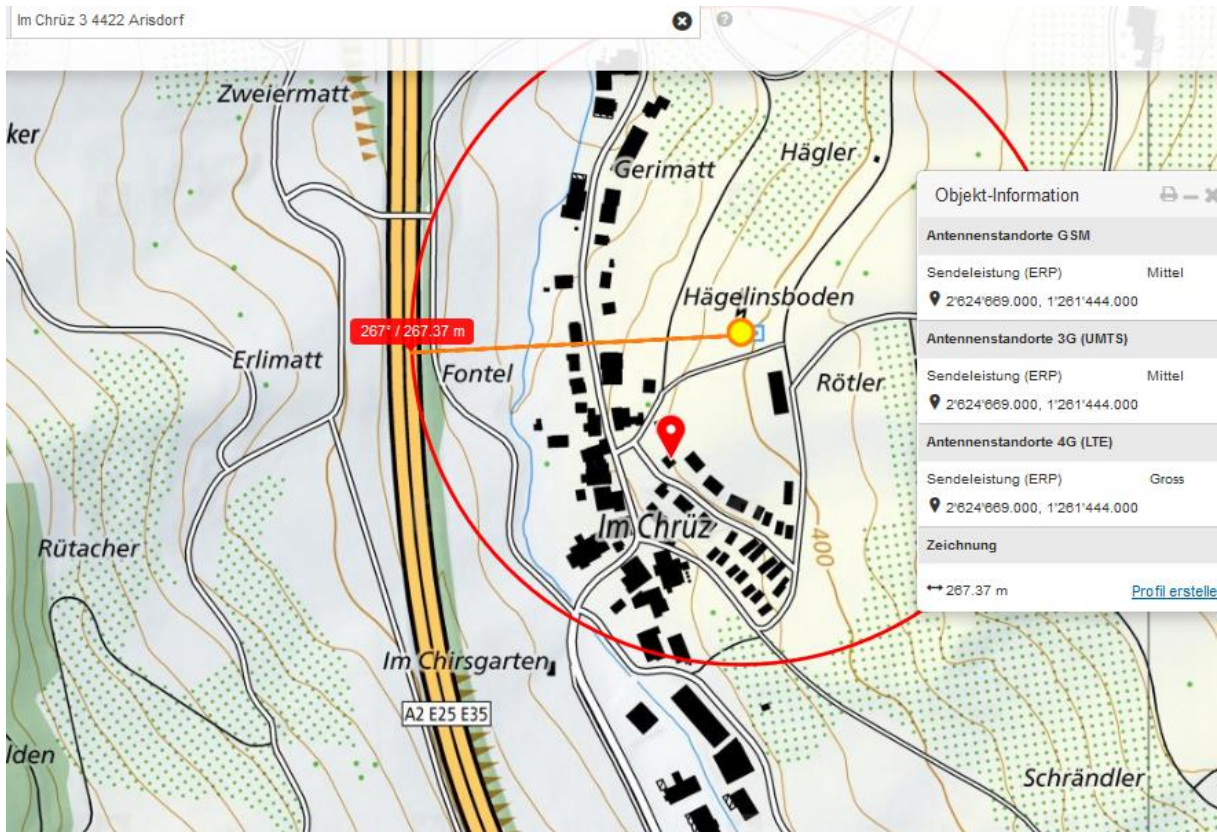 Im Chrüz 3 4422 Arisdorf
Zweiermatt
ker
Gerimatt
Hägler
Objekt-Information
Antennenstandorte GSM
Sendeleistung (ERP) Mittel
2'624'669.000, 1'261'444.000
Hägelinsboden
267° / 267.37 m
Antennenstandorte 3G (UMTS)
Erlimatt
Fontel
Rötler
Sendeleistung (ERP) Mittel
2'624'669.000, 1'261'444.000
Antennenstandorte 4G (LTE)
Sendeleistung (ERP) Gross
2'624'669.000, 1'261'444.000
Im Chrüz
400
Rütacher
Zeichnung
267.37 m Profil erstelle
Im Chirsgarten
A2 E25 E35
lden
Schrändler